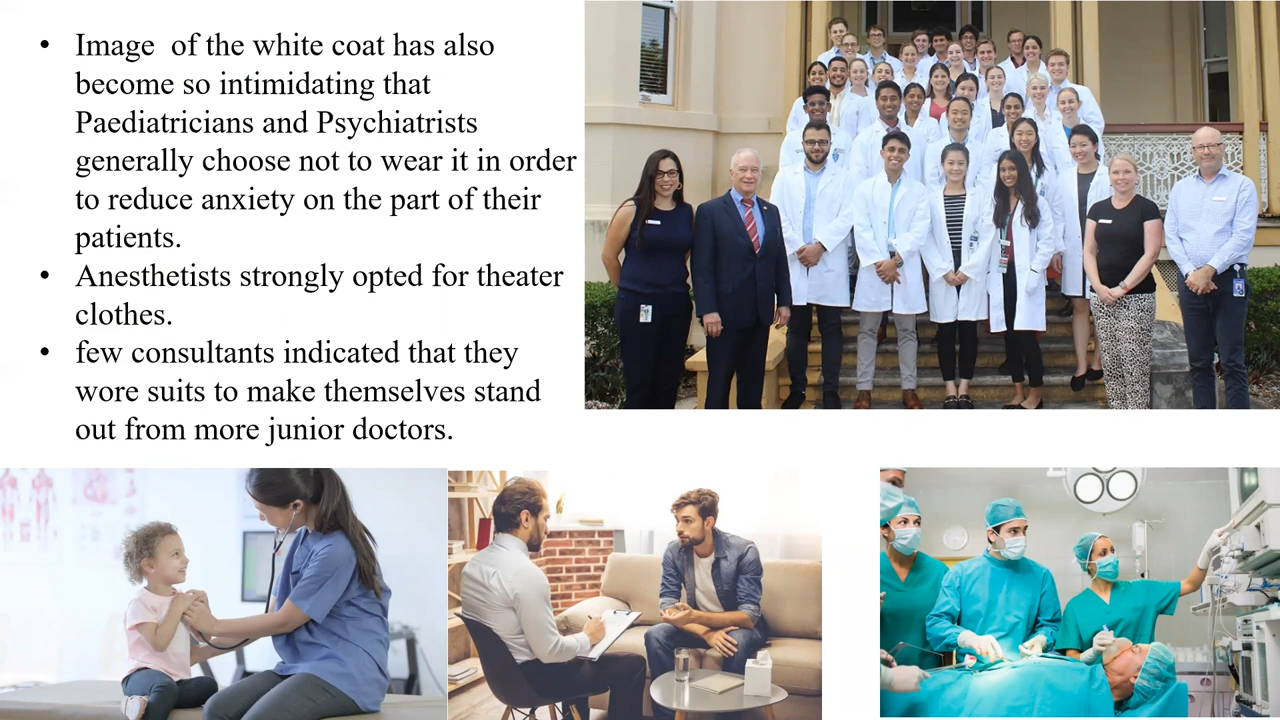 • Image  of the white coat has also
become so intimidating that
Paediatricians and Psychiatrists
generally choose not to wear it in order
to reduce anxiety on the part of their
patients.
• Anesthetists strongly opted for theater
clothes.
• few consultants indicated that they
wore suits to make themselves stand
out from more junior doctors.